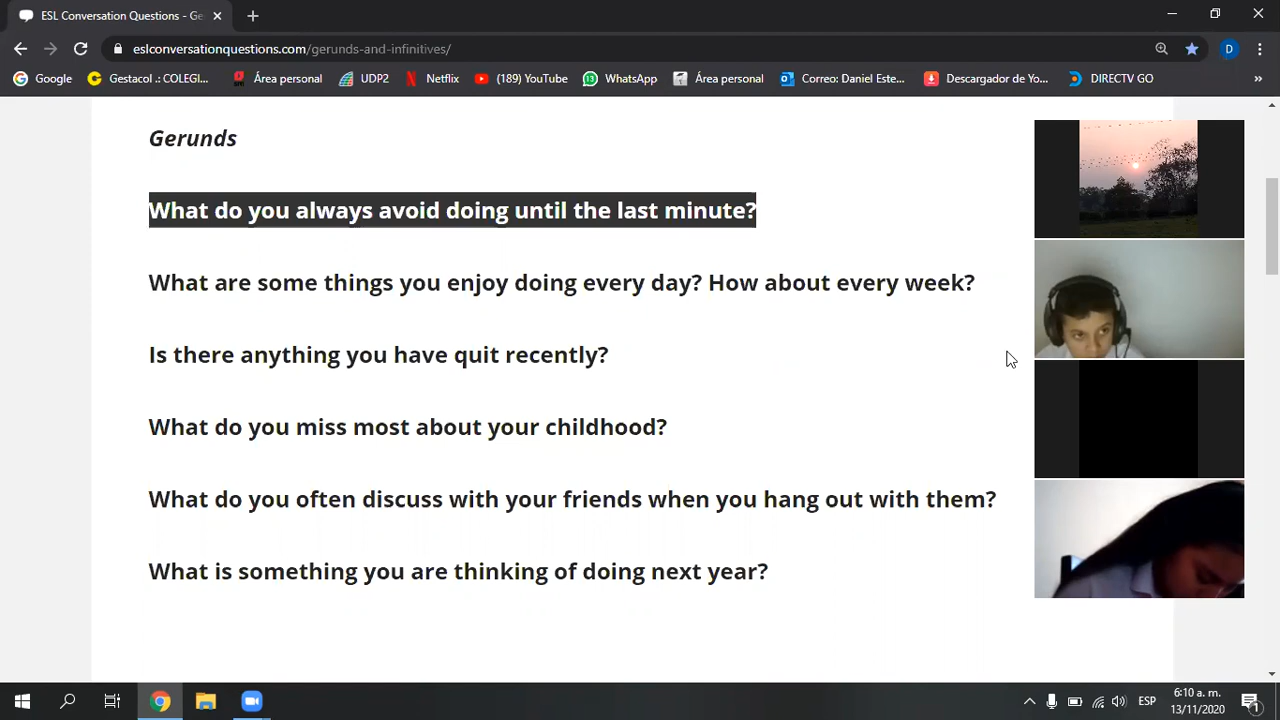 ESL Conversation Questions - Ge
eslconversationquestions.com/gerunds-and-infinitives/
D
Google
Gestacol .: COLEGI...
Área personal
UDP2
Netflix
(189) YouTube
13
WhatsApp
Área personal
Correo: Daniel Este...
Descargador de Yo...
DIRECTV GO
»
Gerunds
What do you always avoid doing until the last minute?
What are some things you enjoy doing every day? How about every week?
Is there anything you have quit recently?
What do you miss most about your childhood?
What do you often discuss with your friends when you hang out with them?
What is something you are thinking of doing next year?
ESP
6:10 a. m.
13/11/2020
1